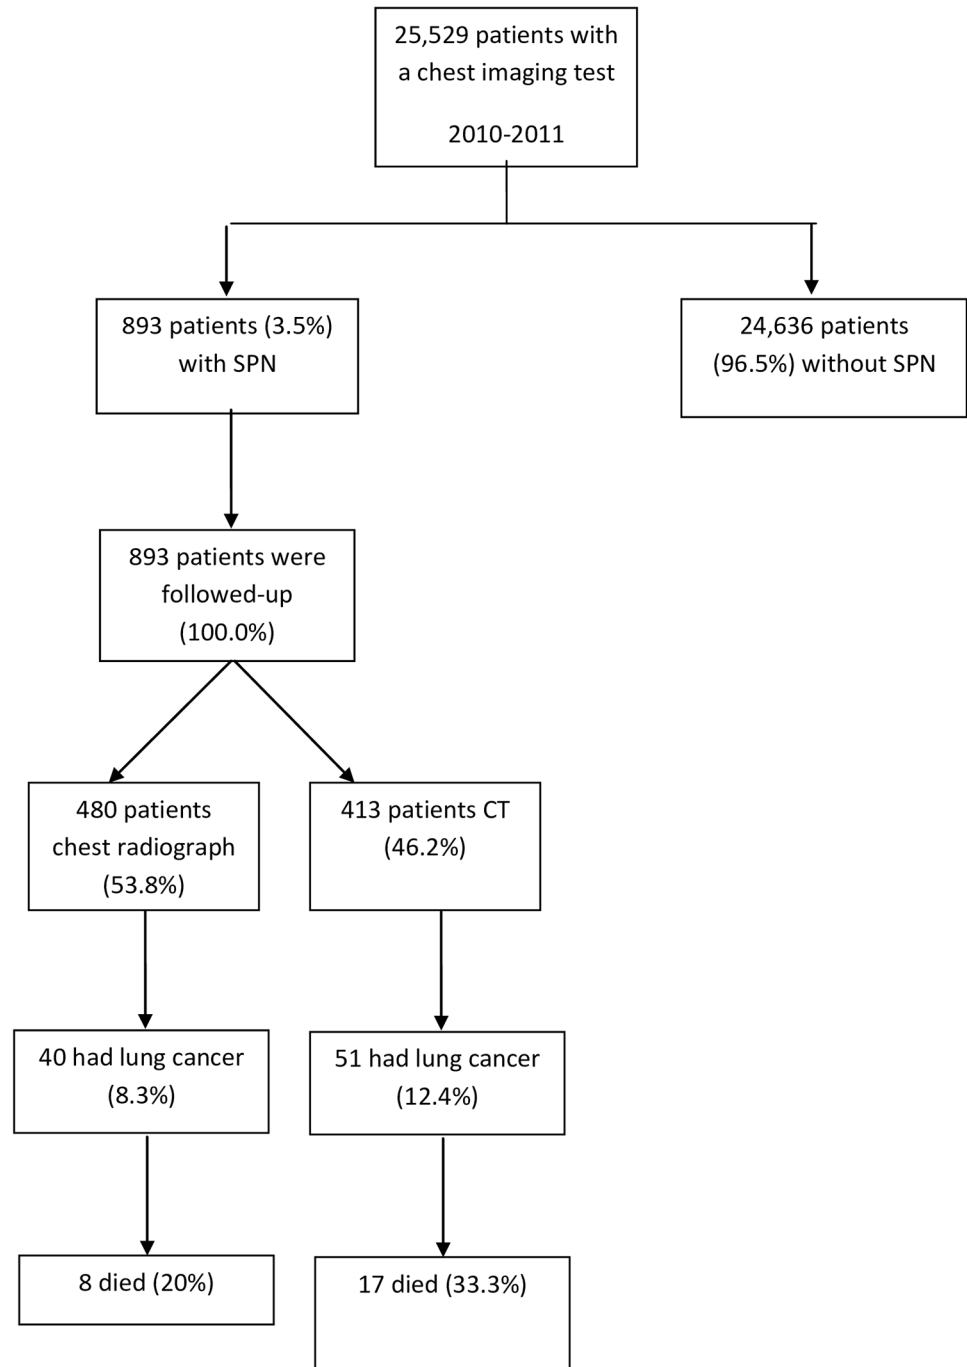 25,529 patients with
a chest imaging test
2010-2011
893 patients (3.5%)
with SPN
24,636 patients
(96.5%) without SPN
893 patients were
followed-up
(100.0%)
480 patients
chest radiograph
(53.8%)
413 patients CT
(46.2%)
40 had lung cancer
(8.3%)
51 had lung cancer
(12.4%)
8 died (20%)
17 died (33.3%)